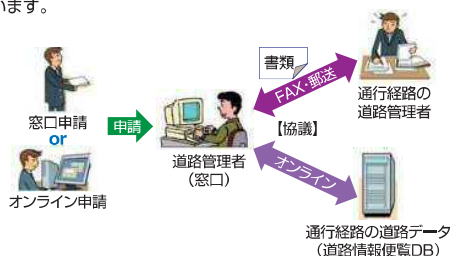 います。
書類
FAX・郵送
通行経路の
道路管理者
窓口申請
or
申請
【協議】
オンライン申請
道路管理者
（窓口）
オンライン
通行経路の道路データ
（道路情報便覧DB）